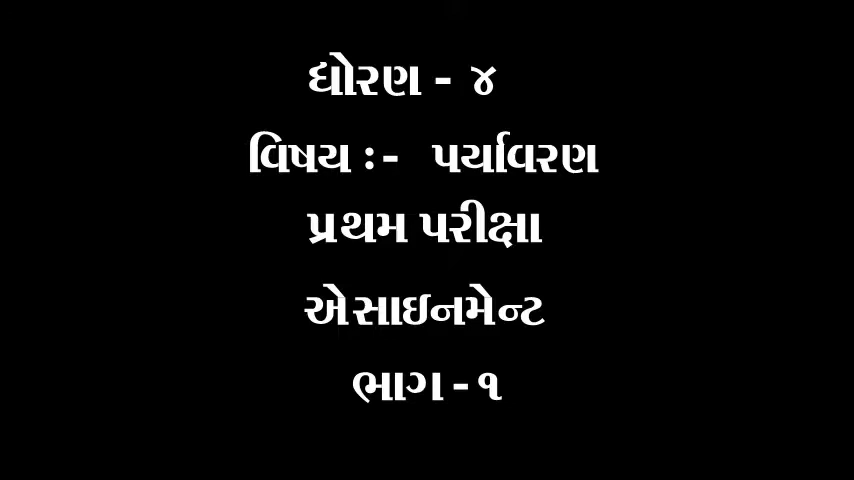 ધોરણ - ૪
વિષય :- પર્યાવરણ
પ્રથમ પરીક્ષા
એસાઇનમેન્ટ
ભાગ - ૧